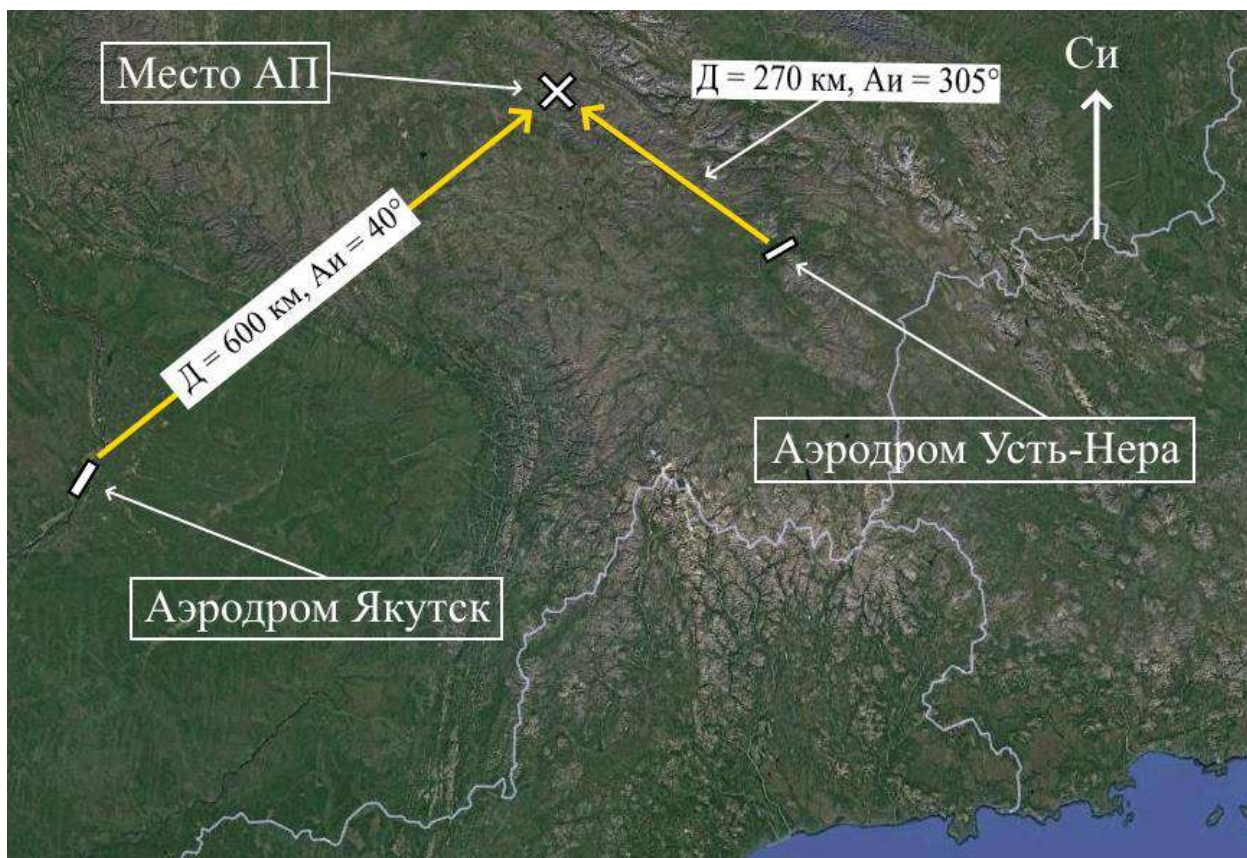 Место АП
Д = 270 км, Аи = 305°
Си
Д = 600 км, Аи = 40°
Аэродром Усть-Нера
Аэродром Якутск